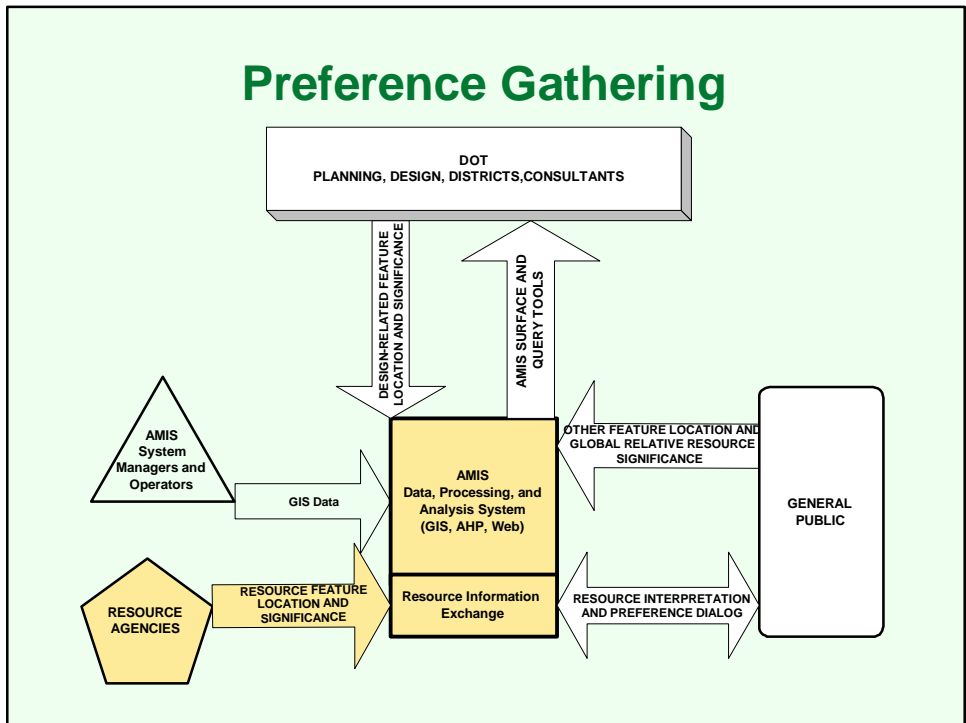 Preference Gathering
DOT
PLANNING, DESIGN, DISTRICTS,CONSULTANTS
DESIGN-RELATED FEATURE
LOCATION AND SIGNIFICANCE
AMIS SURFACE AND
QUERY TOOLS
AMIS
System
Managers and
Operators
GIS Data
AMIS
Data, Processing, and
Analysis System
(GIS, AHP, Web)
OTHER FEATURE LOCATION AND
GLOBAL RELATIVE RESOURCE
SIGNIFICANCE
GENERAL
PUBLIC
RESOURCE
AGENCIES
RESOURCE FEATURE
LOCATION AND
SIGNIFICANCE
Resource Information
Exchange
RESOURCE INTERPRETATION
AND PREFERENCE DIALOG